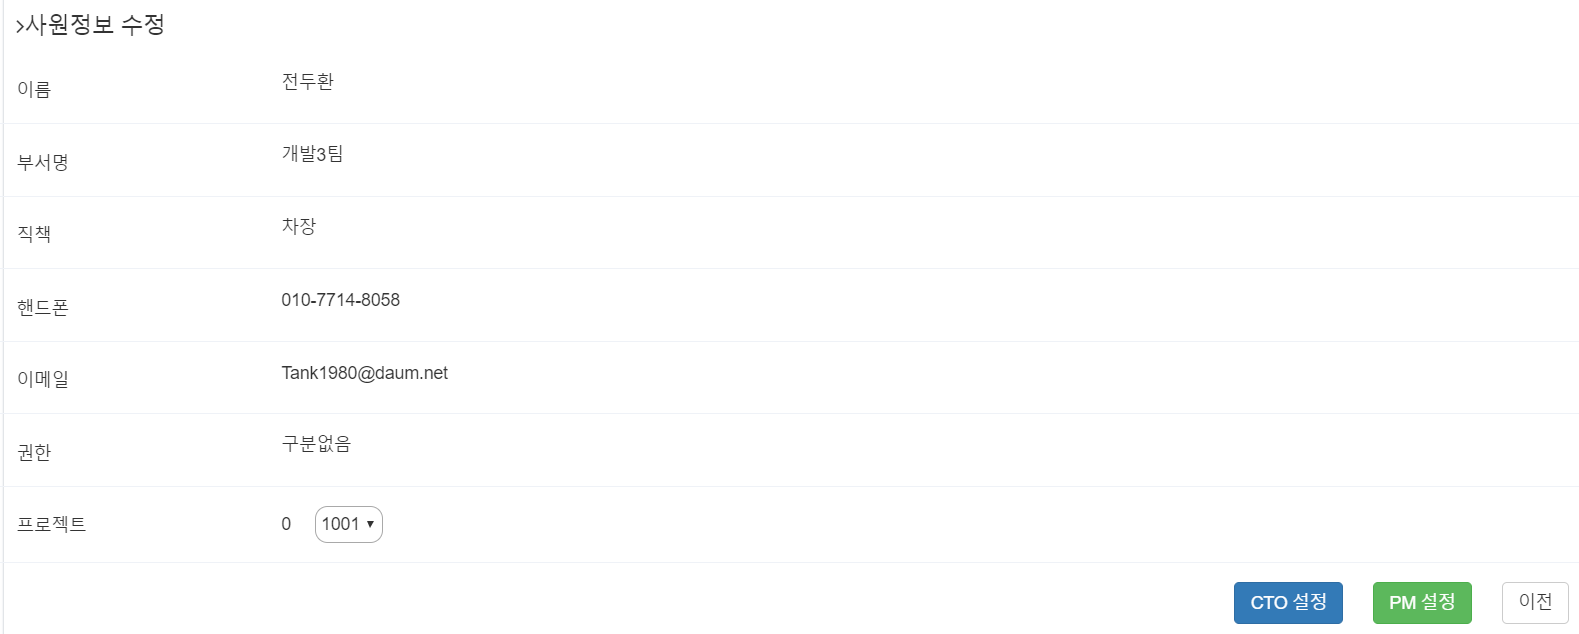 >사원정보 수정
이름 전두환
부서명 개발3팀
직책 차장
핸드폰 010-7714-8058
이메일 Tank1980@daum.net
권한 구분없음
프로젝트 0 1001 ▾
CTO 설정 PM 설정 이전